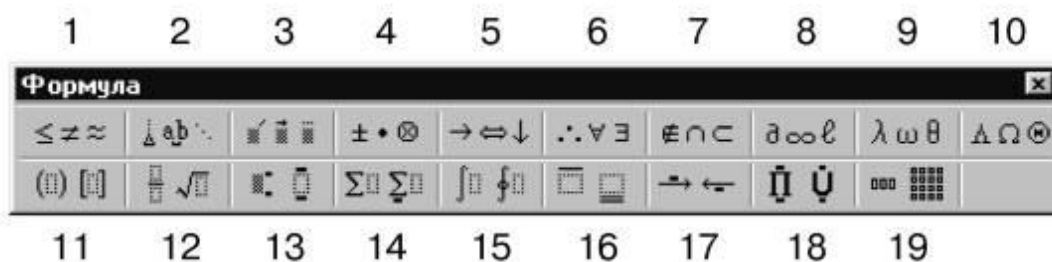 1 2 3 4 5 6 7 8 9 10
Формула
≤ ≠ ≈ a͟b ⋱ ± • ⊗ → ⇔ ↓ ∴ ∀ ∃ ∉ ∩ ⊂ ∂ ∞ ℓ λ ω θ Λ Ω Θ
() [] √ Σ Σ ∫ ∮ → ← Π Ụ
11 12 13 14 15 16 17 18 19